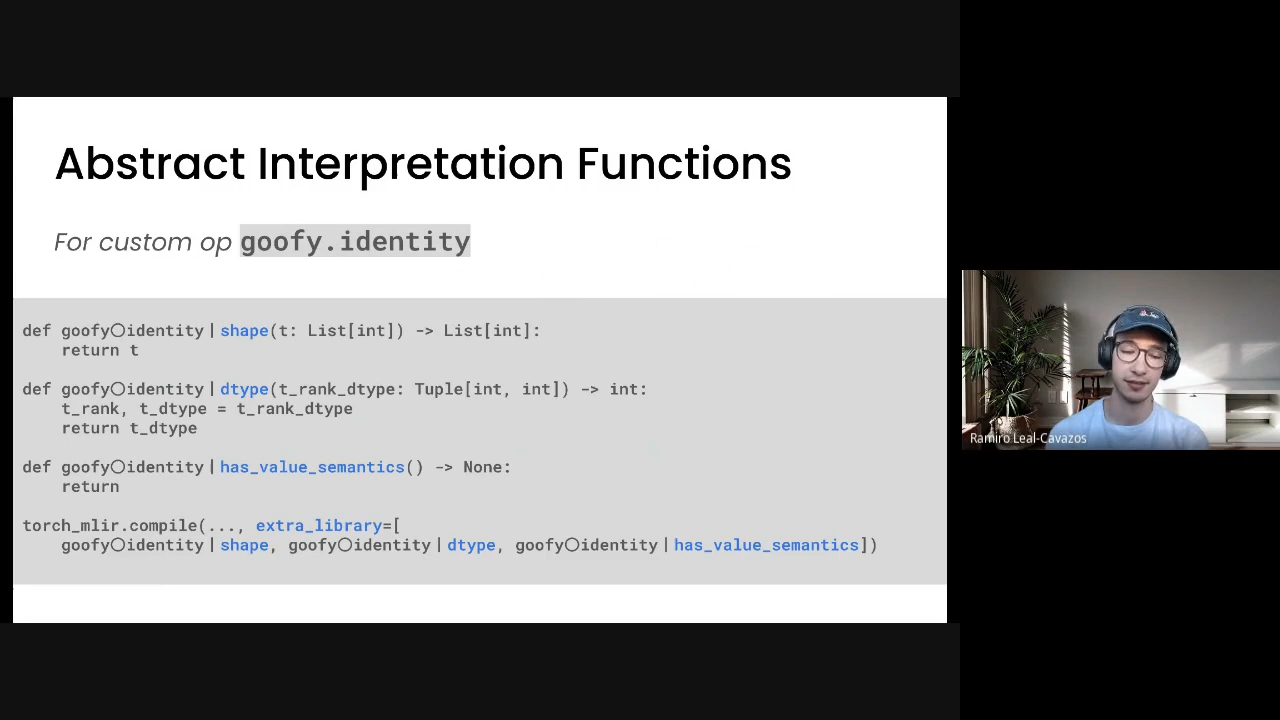 Abstract Interpretation Functions
For custom op goofy.identity
def goofy〇identity〡shape(t: List[int]) -> List[int]:
    return t
def goofy〇identity〡dtype(t_rank_dtype: Tuple[int, int]) -> int:
    t_rank, t_dtype = t_rank_dtype
    return t_dtype
def goofy〇identity〡has_value_semantics() -> None:
    return
torch_mlir.compile(..., extra_library=[
    goofy〇identity〡shape, goofy〇identity〡dtype, goofy〇identity〡has_value_semantics])
Ramiro Leal-Cavazos